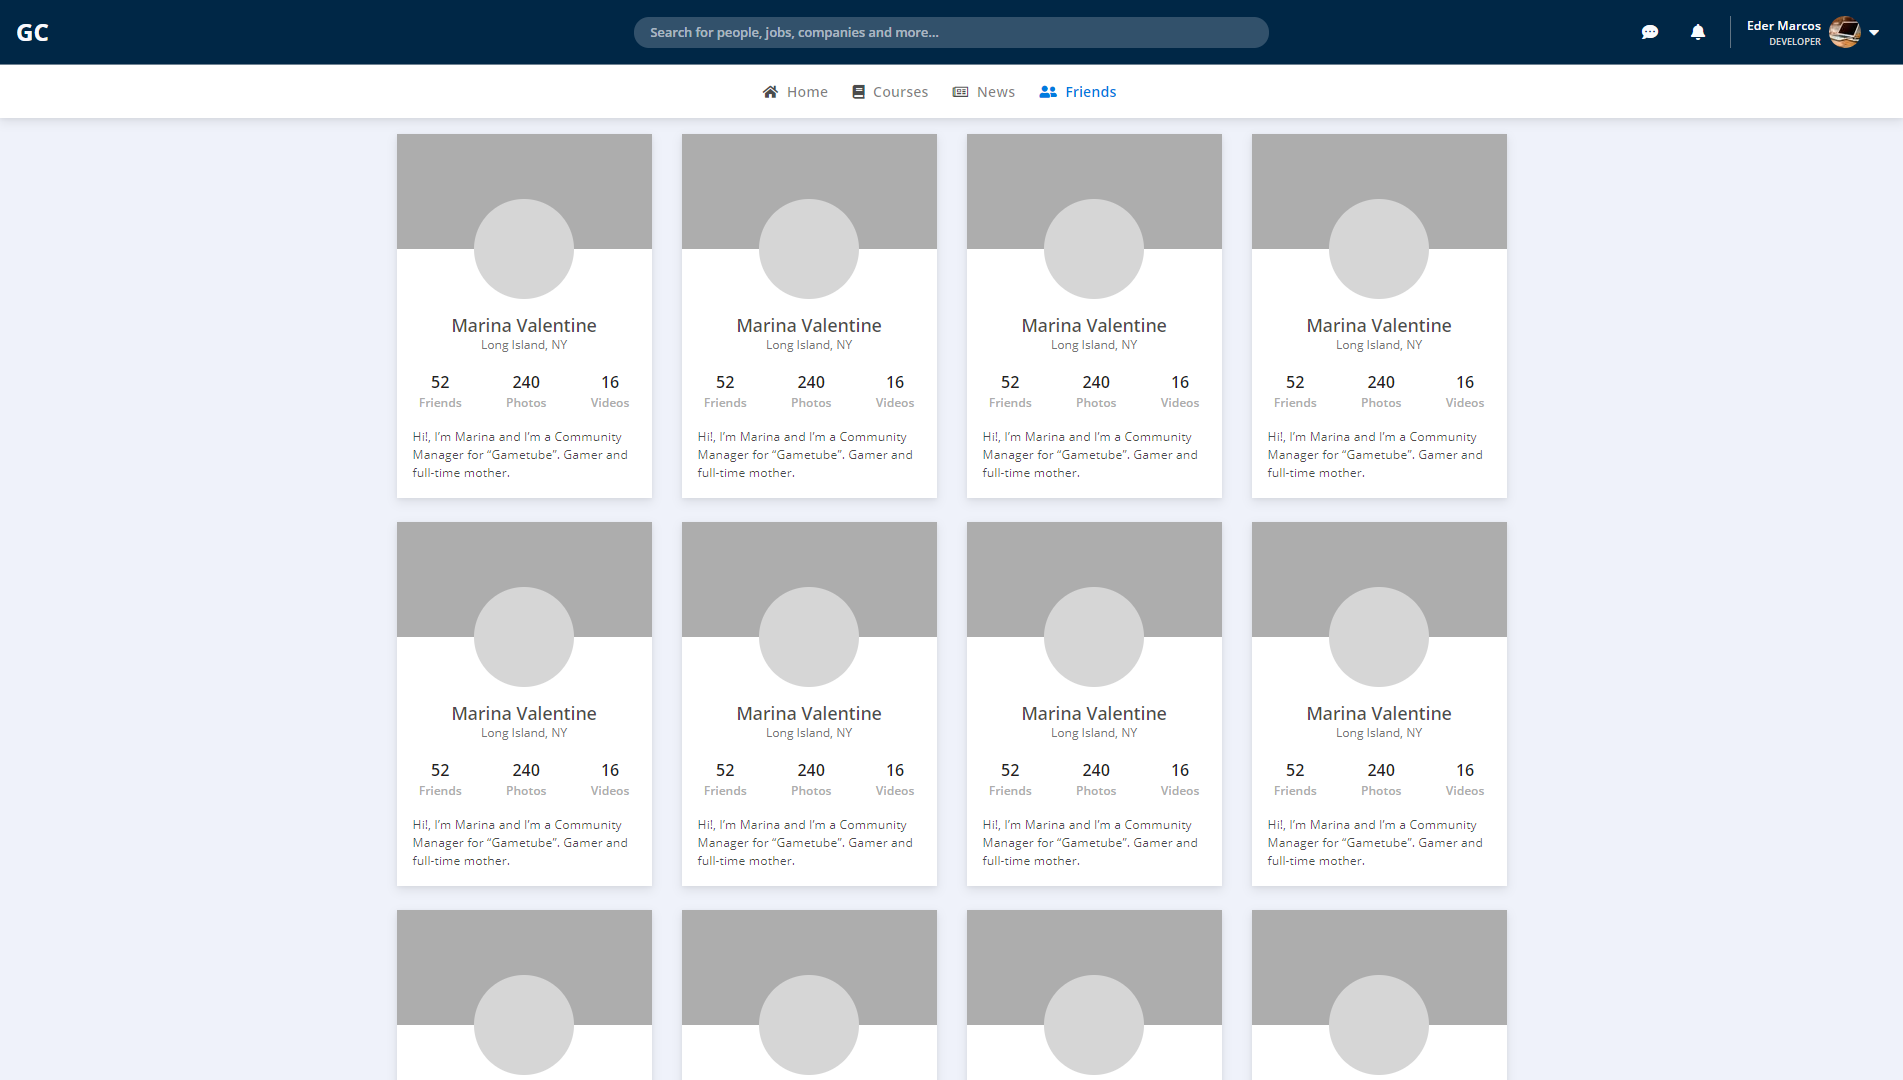 GC
Search for people, jobs, companies and more...
Eder Marcos
DEVELOPER
Home Courses News Friends
Marina Valentine Marina Valentine Marina Valentine Marina Valentine
Long Island, NY Long Island, NY Long Island, NY Long Island, NY
52 240 16 52 240 16 52 240 16 52 240 16
Friends Photos Videos Friends Photos Videos Friends Photos Videos Friends Photos Videos
Hi!, I’m Marina and I’m a Community Hi!, I’m Marina and I’m a Community Hi!, I’m Marina and I’m a Community Hi!, I’m Marina and I’m a Community
Manager for “Gametube”. Gamer and Manager for “Gametube”. Gamer and Manager for “Gametube”. Gamer and Manager for “Gametube”. Gamer and
full-time mother. full-time mother. full-time mother. full-time mother.
Marina Valentine Marina Valentine Marina Valentine Marina Valentine
Long Island, NY Long Island, NY Long Island, NY Long Island, NY
52 240 16 52 240 16 52 240 16 52 240 16
Friends Photos Videos Friends Photos Videos Friends Photos Videos Friends Photos Videos
Hi!, I’m Marina and I’m a Community Hi!, I’m Marina and I’m a Community Hi!, I’m Marina and I’m a Community Hi!, I’m Marina and I’m a Community
Manager for “Gametube”. Gamer and Manager for “Gametube”. Gamer and Manager for “Gametube”. Gamer and Manager for “Gametube”. Gamer and
full-time mother. full-time mother. full-time mother. full-time mother.